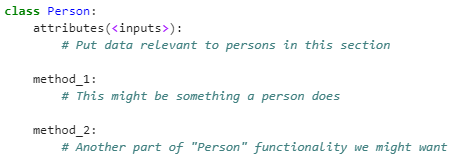 class Person:
    attributes(<inputs>):
        # Put data relevant to persons in this section
    method_1:
        # This might be something a person does
    method_2:
        # Another part of "Person" functionality we might want